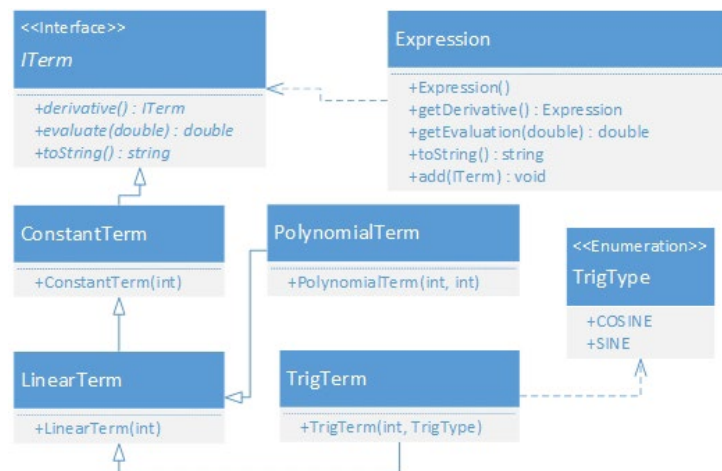 <<Interface>>
ITerm
+derivative() : ITerm
+evaluate(double) : double
+toString() : string
Expression
+Expression()
+getDerivative() : Expression
+getEvaluation(double) : double
+toString() : string
+add(ITerm) : void
ConstantTerm
+ConstantTerm(int)
PolynomialTerm
+PolynomialTerm(int, int)
<<Enumeration>>
TrigType
+COSINE
+SINE
LinearTerm
+LinearTerm(int)
TrigTerm
+TrigTerm(int, TrigType)